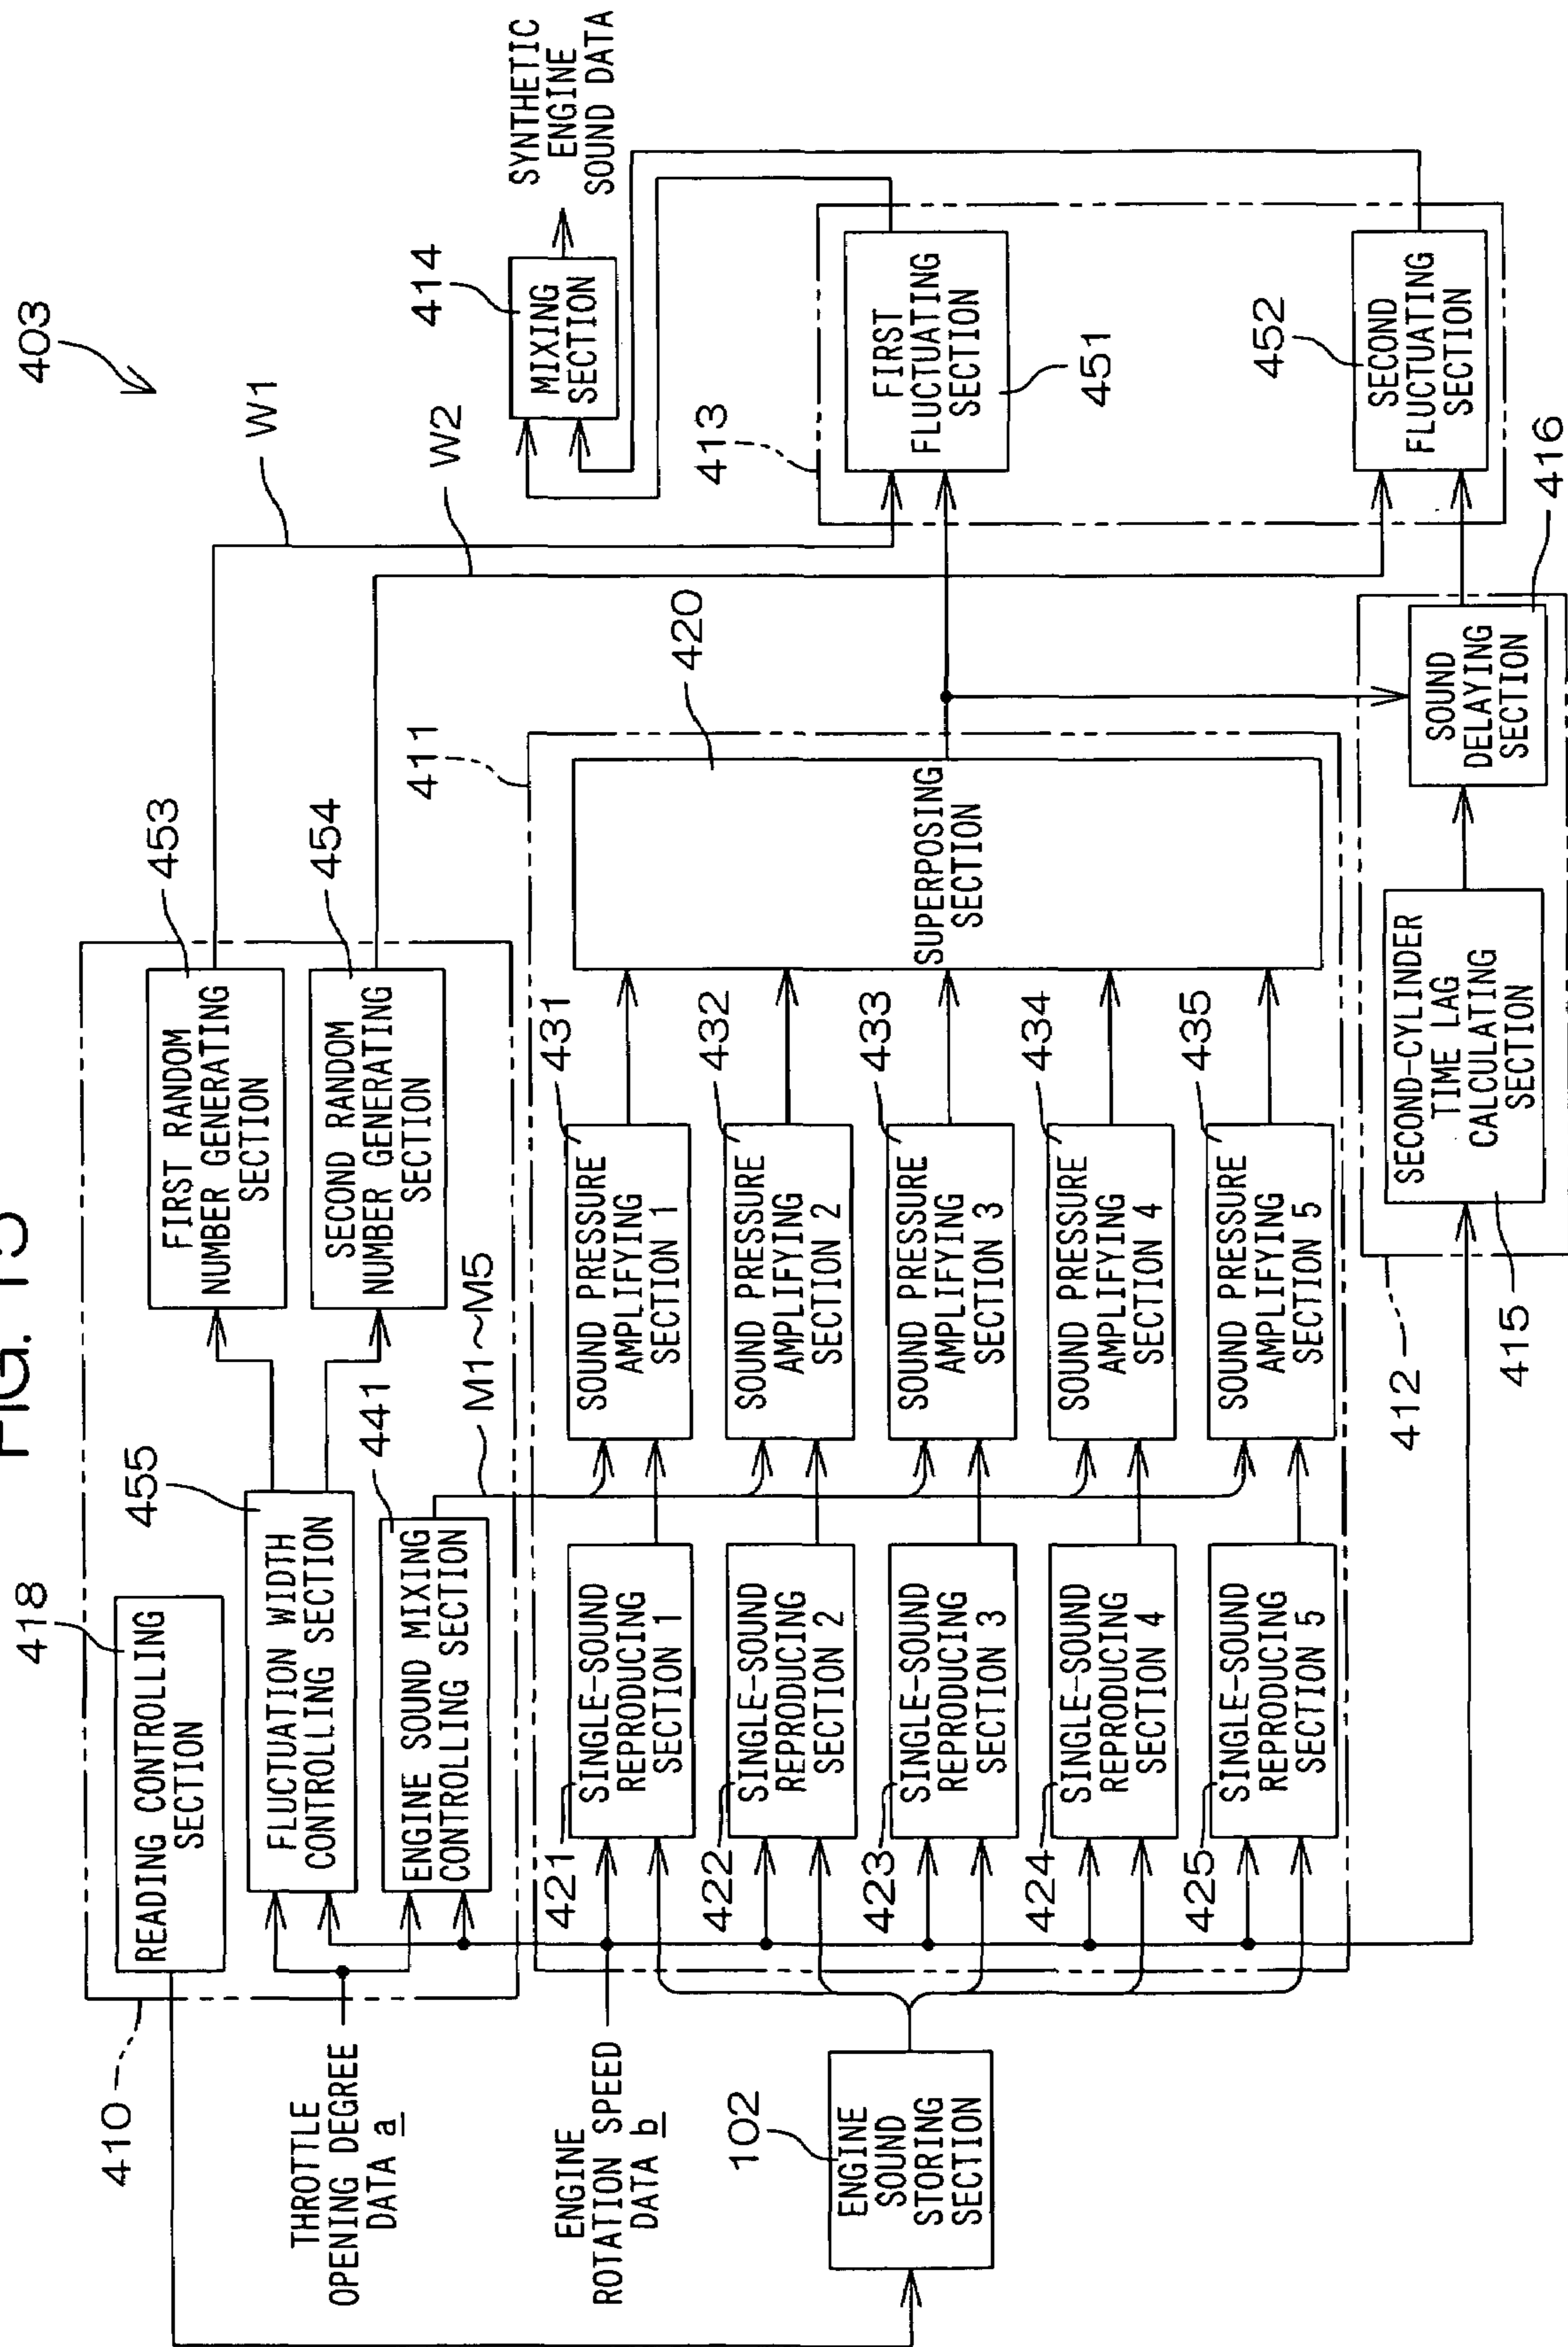 FIG. 15
403
410
418
READING CONTROLLING
SECTION
455
FLUCTUATION WIDTH
CONTROLLING SECTION
441
ENGINE SOUND MIXING
CONTROLLING SECTION
453
FIRST RANDOM
NUMBER GENERATING
SECTION
454
SECOND RANDOM
NUMBER GENERATING
SECTION
W1
W2
M1~M5
THROTTLE
OPENING DEGREE
DATA a
ENGINE
ROTATION SPEED
DATA b
102
ENGINE
SOUND
STORING
SECTION
411
421
SINGLE-SOUND
REPRODUCING
SECTION 1
422
SINGLE-SOUND
REPRODUCING
SECTION 2
423
SINGLE-SOUND
REPRODUCING
SECTION 3
424
SINGLE-SOUND
REPRODUCING
SECTION 4
425
SINGLE-SOUND
REPRODUCING
SECTION 5
431
SOUND PRESSURE
AMPLIFYING
SECTION 1
432
SOUND PRESSURE
AMPLIFYING
SECTION 2
433
SOUND PRESSURE
AMPLIFYING
SECTION 3
434
SOUND PRESSURE
AMPLIFYING
SECTION 4
435
SOUND PRESSURE
AMPLIFYING
SECTION 5
420
SUPERPOSING
SECTION
412
415
SECOND-CYLINDER
TIME LAG
CALCULATING
SECTION
416
SOUND
DELAYING
SECTION
413
FIRST
FLUCTUATING
SECTION
451
452
SECOND
FLUCTUATING
SECTION
414
MIXING
SECTION
SYNTHETIC
ENGINE
SOUND DATA